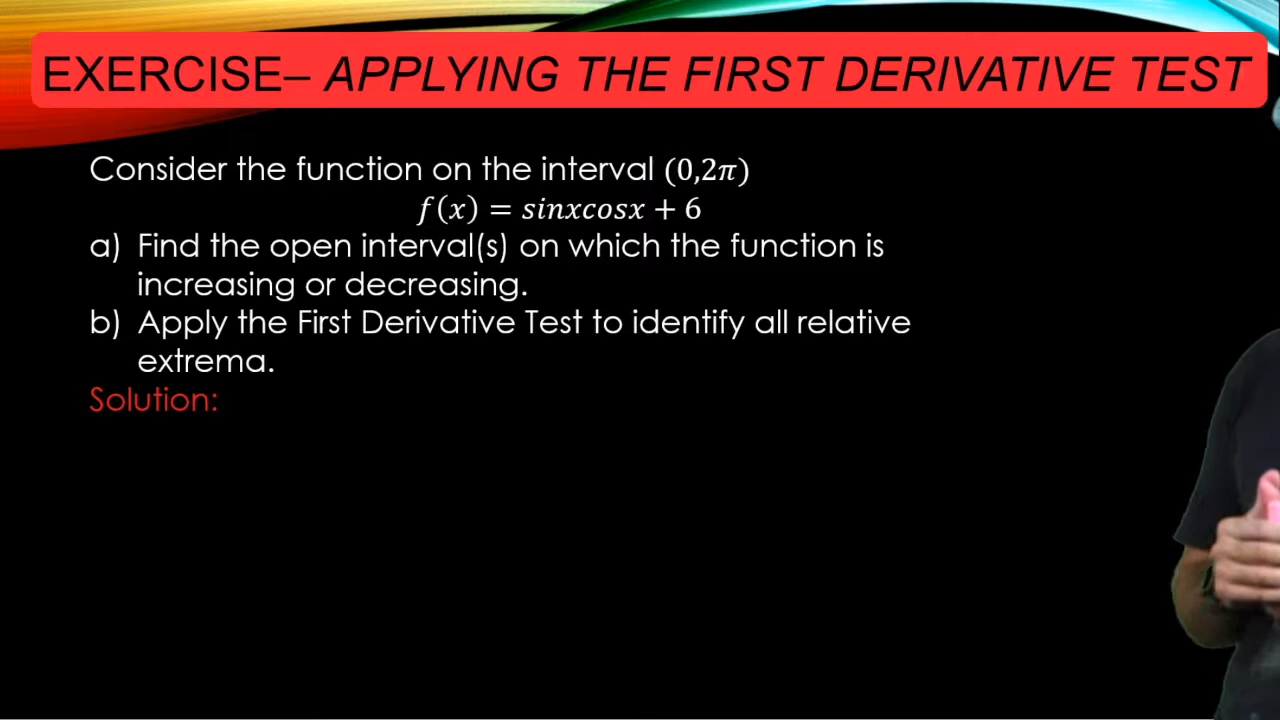 EXERCISE– APPLYING THE FIRST DERIVATIVE TEST
Consider the function on the interval (0,2π)
f(x) = sinxcosx + 6
a) Find the open interval(s) on which the function is
increasing or decreasing.
b) Apply the First Derivative Test to identify all relative
extrema.
Solution: